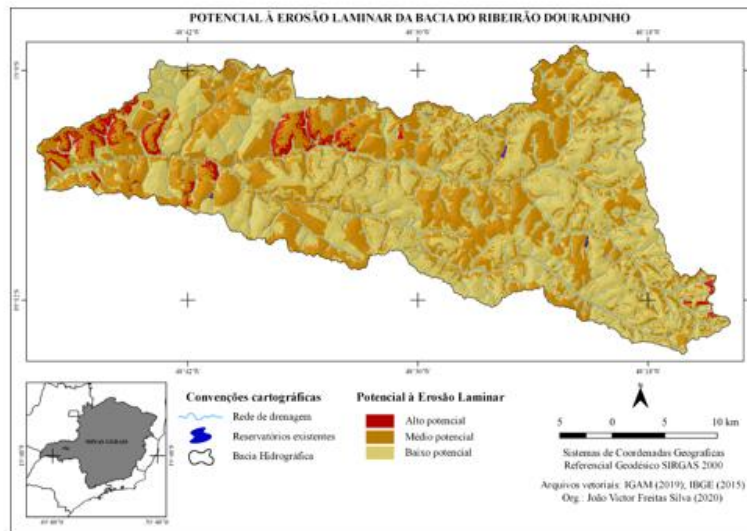 POTENCIAL À EROSÃO LAMINAR DA BACIA DO RIBEIRÃO DOURADINHO
Convenções cartográficas
Rede de drenagem
Reservatórios existentes
Bacia Hidrográfica
Potencial à Erosão Laminar
Alto potencial
Médio potencial
Baixo potencial
N
5 0 5 10 km
Sistemas de Coordenadas Geograficas
Referencial Geodésico SIRGAS 2000
Arquivos vetoriais: IGAM (2019), IBGE (2015)
Org.: João Victor Freitas Silva (2020)